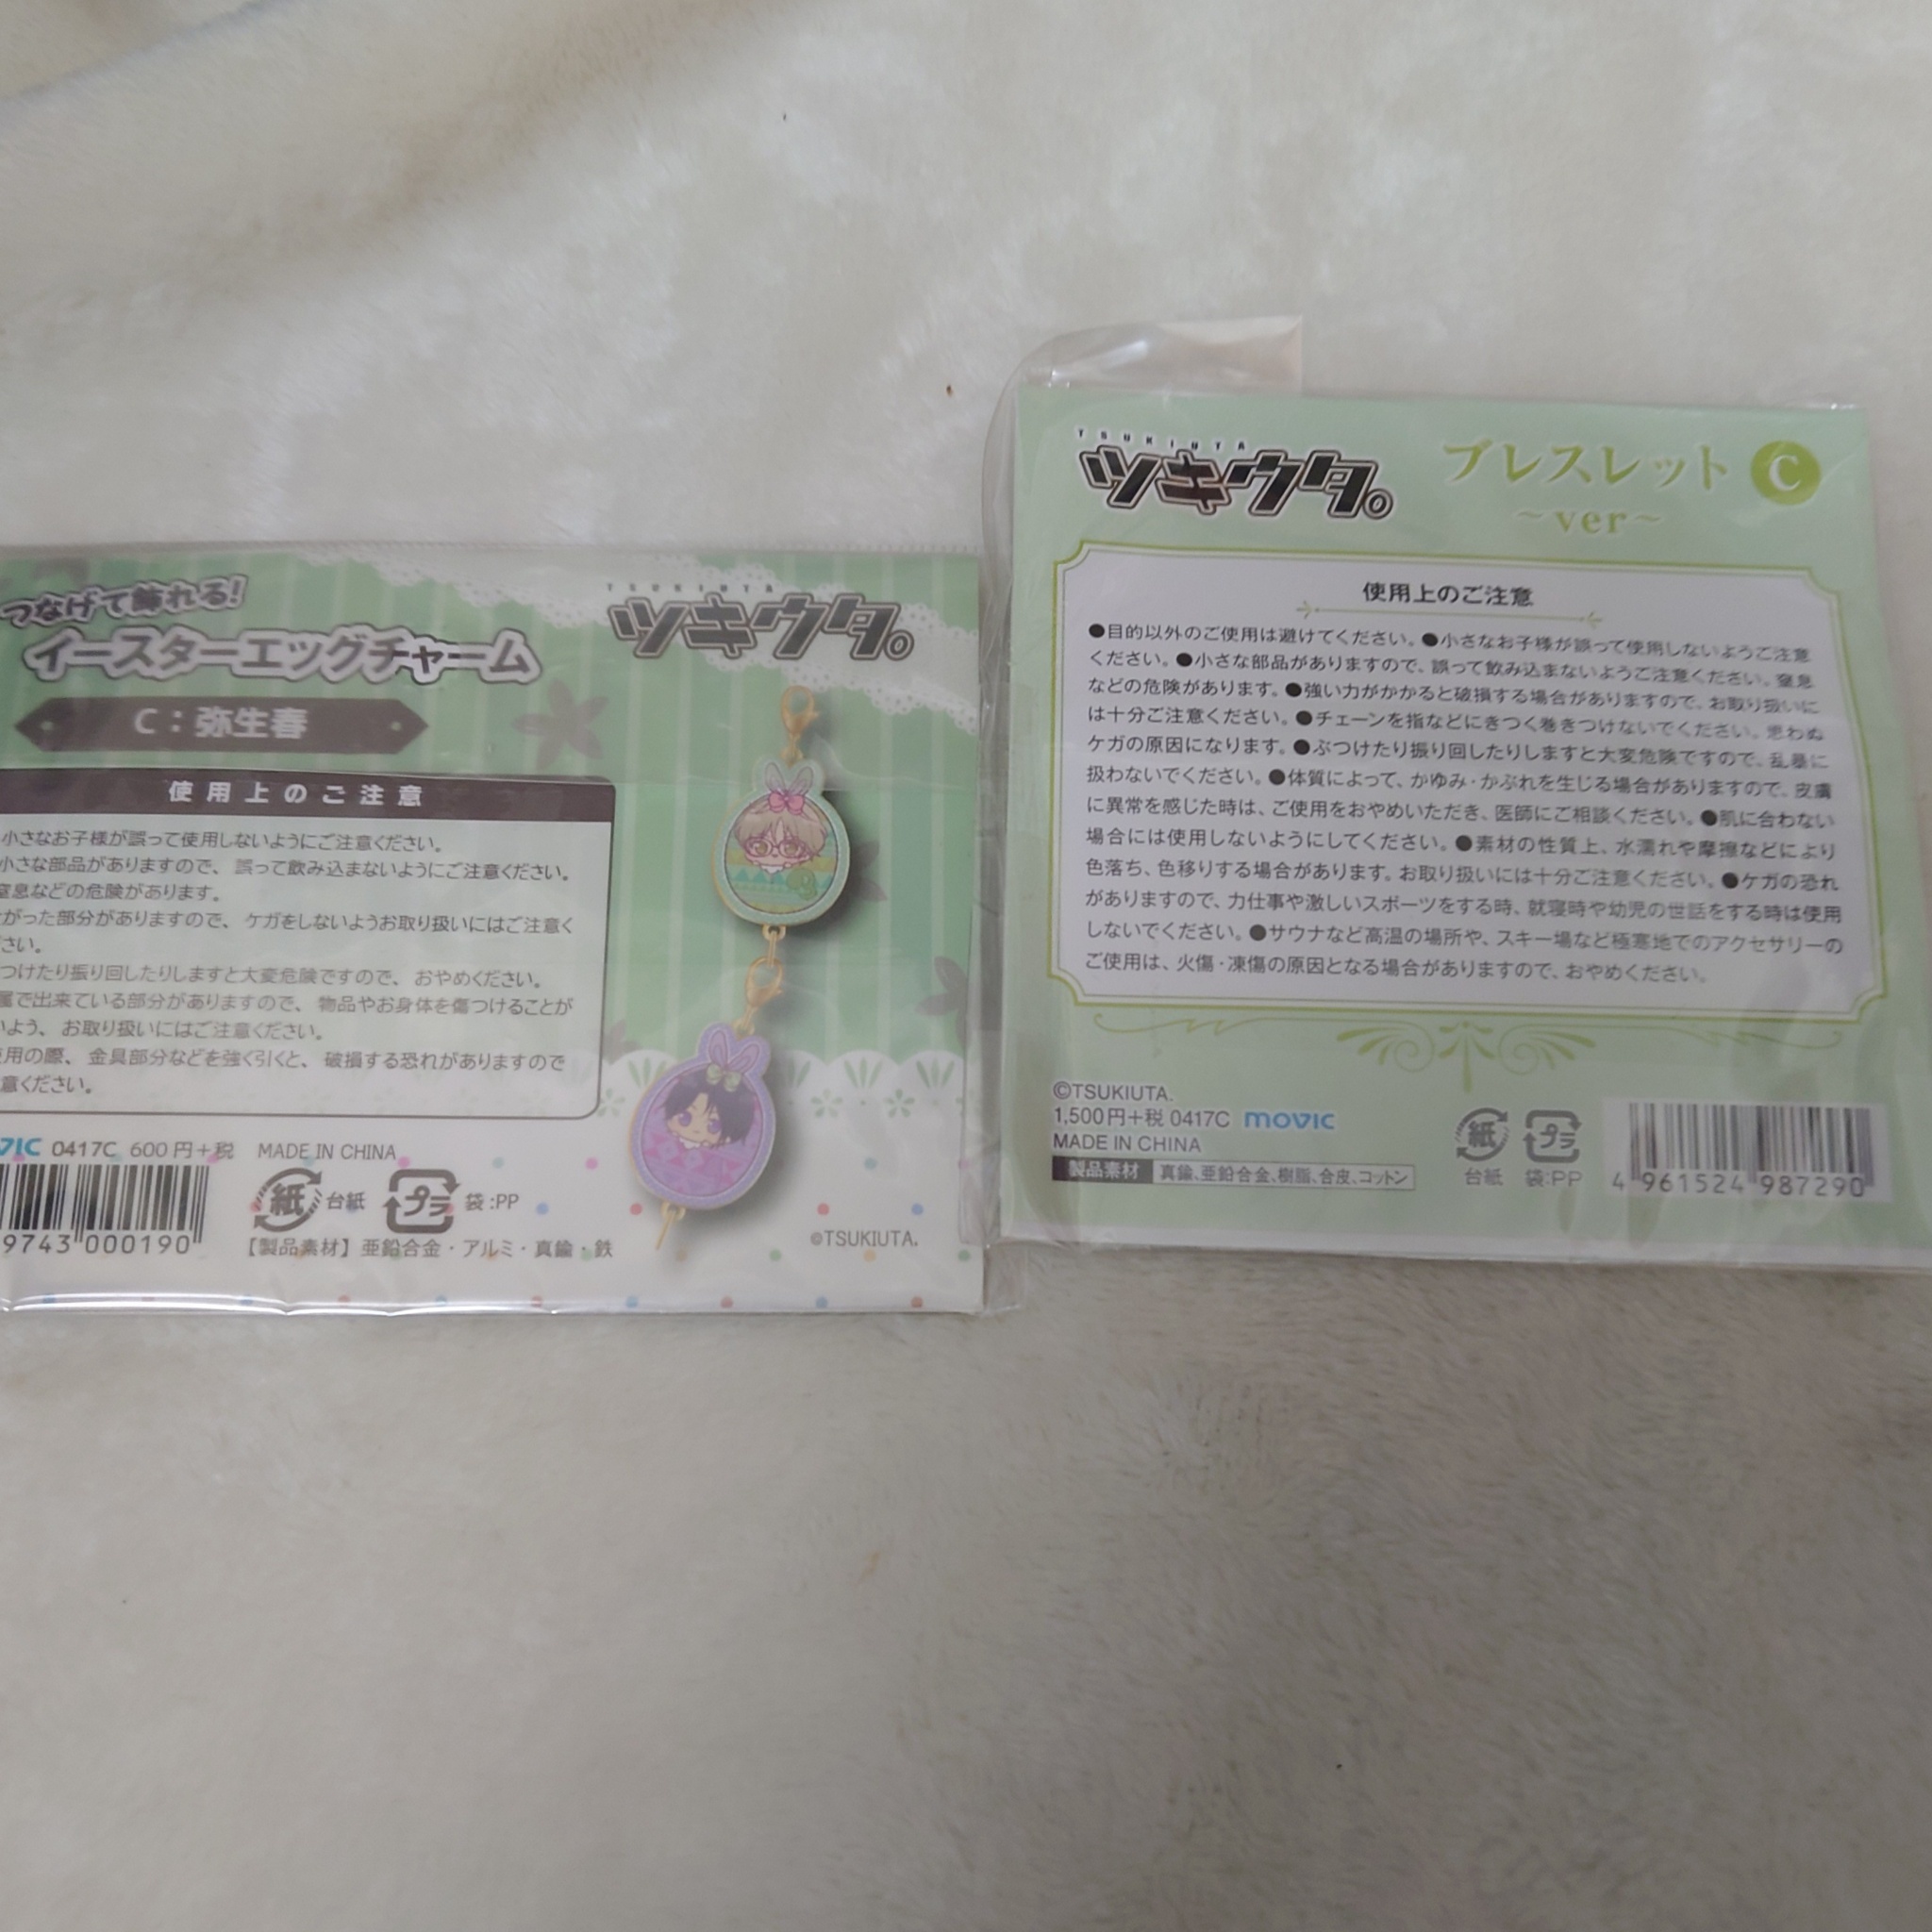 つなげて飾れる!
イースターエッグチャーム
C：弥生春
TSUKIUTA
ツキウタ。
使用上のご注意
小さなお子様が誤って使用しないようにご注意ください。
小さな部品がありますので、誤って飲み込まないようにご注意ください。
窒息などの危険があります。
がった部分がありますので、ケガをしないようお取り扱いにはご注意く
さい。
つけたり振り回したりしますと大変危険ですので、おやめください。
属で出来ている部分がありますので、物品やお身体を傷つけることが
いよう、お取り扱いにはご注意ください。
使用の際、金具部分などを強く引くと、破損する恐れがありますので
意ください。
VIC 0417C 600円+税 MADE IN CHINA
紙 台紙 プラ 袋:PP
9743 000190
【製品素材】亜鉛合金・アルミ・真鍮・鉄
©TSUKIUTA.
TSUKIUTA
ツキウタ。
ブレスレット C
～ver～
使用上のご注意
●目的以外のご使用は避けてください。●小さなお子様が誤って使用しないようご注意
ください。●小さな部品がありますので、誤って飲み込まないようご注意ください。窒息
などの危険があります。●強い力がかかると破損する場合がありますので、お取り扱いに
は十分ご注意ください。●チェーンを指などにきつく巻きつけないでください。思わぬ
ケガの原因になります。●ぶつけたり振り回したりしますと大変危険ですので、乱暴に
扱わないでください。●体質によって、かゆみ・かぶれを生じる場合がありますので、皮膚
に異常を感じた時は、ご使用をおやめいただき、医師にご相談ください。●肌に合わない
場合には使用しないようにしてください。●素材の性質上、水濡れや摩擦などにより
色落ち、色移りする場合があります。お取り扱いには十分ご注意ください。●ケガの恐れ
がありますので、力仕事や激しいスポーツをする時、就寝時や幼児の世話をする時は使用
しないでください。●サウナなど高温の場所や、スキー場など極寒地でのアクセサリーの
ご使用は、火傷・凍傷の原因となる場合がありますので、おやめください。
©TSUKIUTA.
1,500円+税 0417C movic
MADE IN CHINA
製品素材 真鍮、亜鉛合金、樹脂、合皮、コットン
紙 プラ
台紙 袋:PP
4 961524 987290